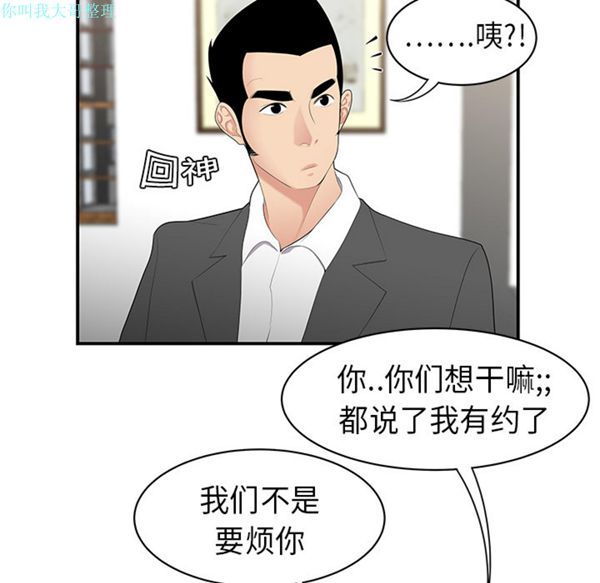 你叫我大哥整理
.......咦?!
回神
你..你们想干嘛;;
都说了我有约了
我们不是
要烦你